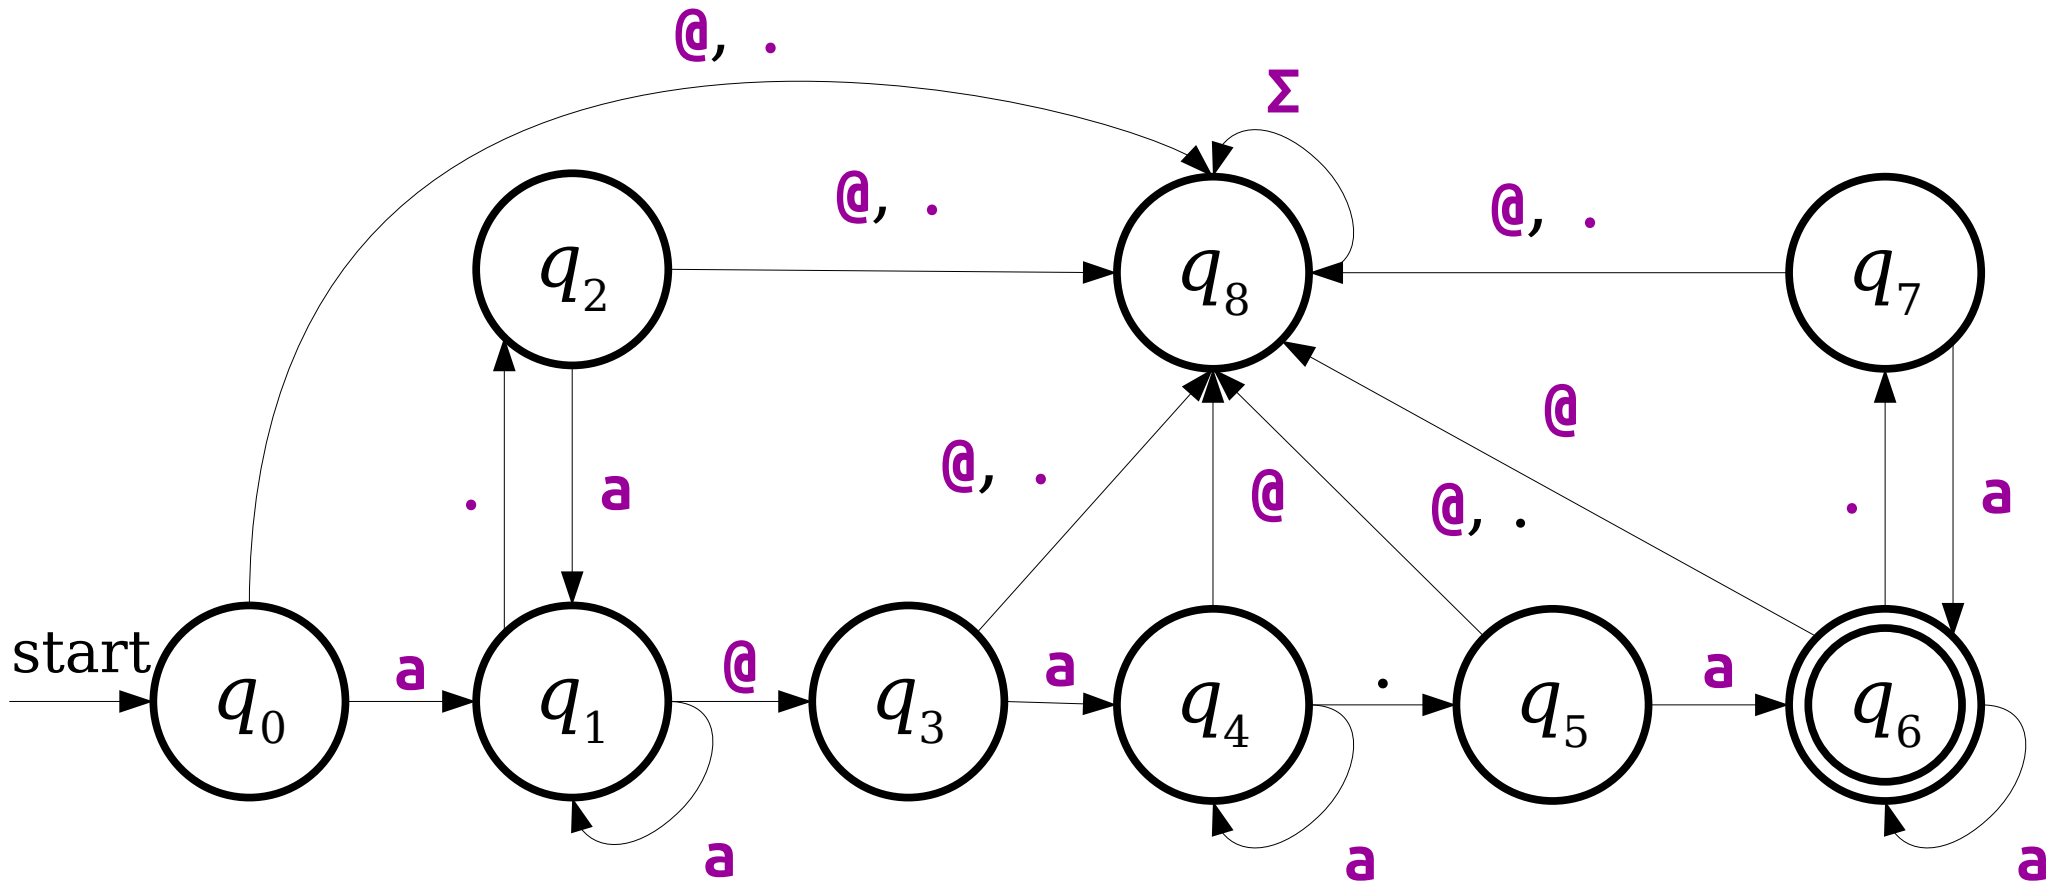 @, .
Σ
@, .
@, .
q2
q8
q7
@
@, .
. a
@
@, .
. a
start
q0
a
q1
@
q3
a
q4
.
q5
a
q6
a
a
a